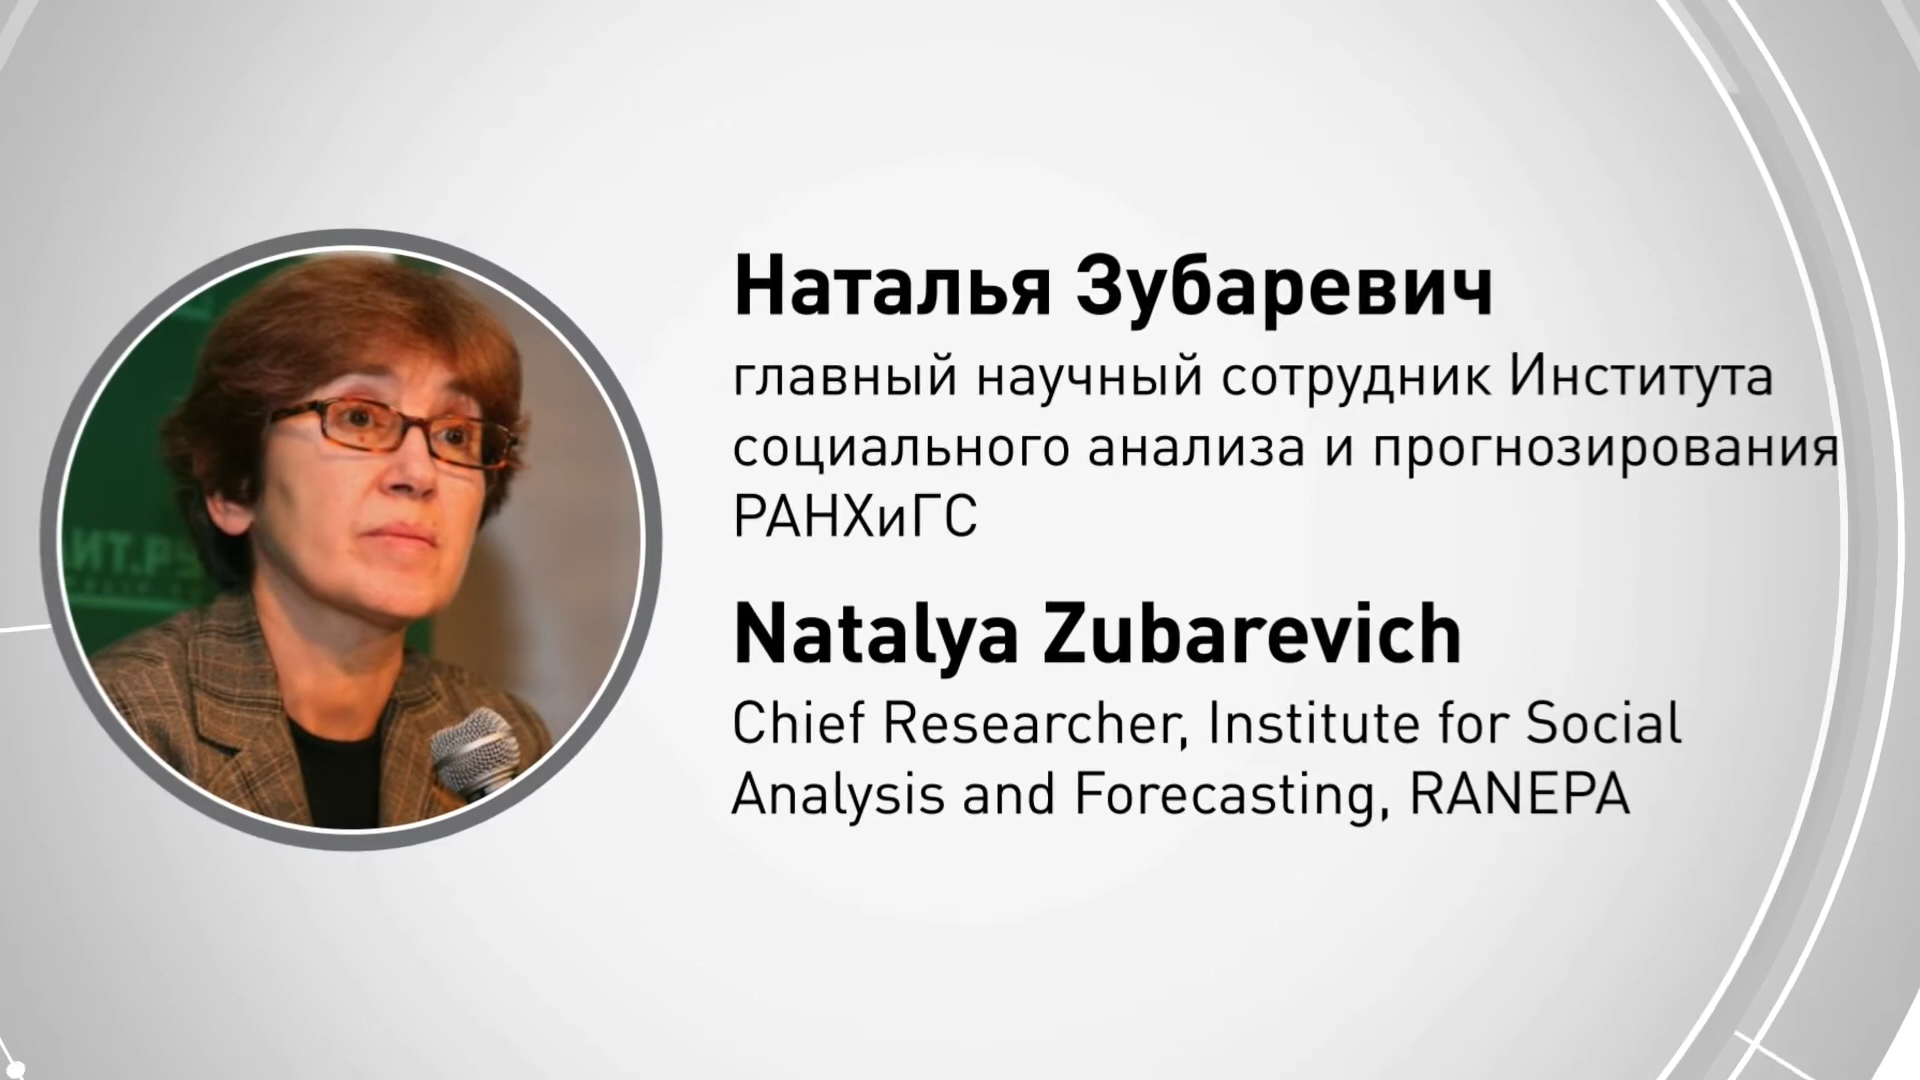 Наталья Зубаревич
главный научный сотрудник Института
социального анализа и прогнозирования
РАНХиГС
Natalya Zubarevich
Chief Researcher, Institute for Social
Analysis and Forecasting, RANEPA